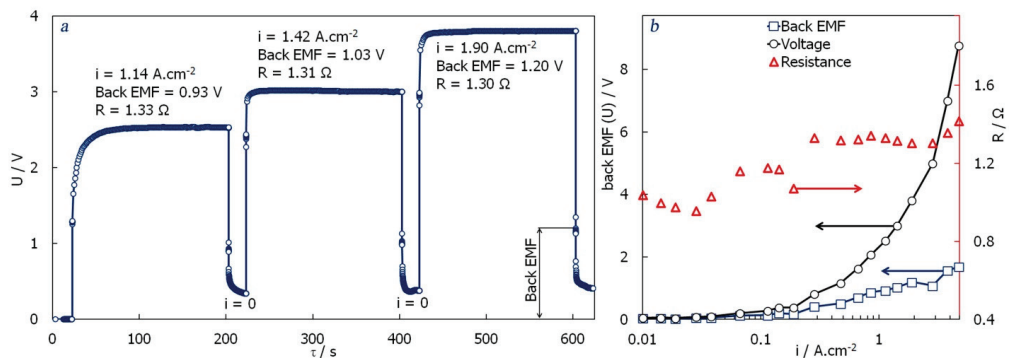 a
U / V
4
3
2
1
0
0
100
200
300
400
500
600
τ / s
i = 1.14 A.cm⁻²
Back EMF = 0.93 V
R = 1.33 Ω
i = 1.42 A.cm⁻²
Back EMF = 1.03 V
R = 1.31 Ω
i = 1.90 A.cm⁻²
Back EMF = 1.20 V
R = 1.30 Ω
i = 0
i = 0
Back EMF
b
Back EMF
Voltage
Resistance
back EMF (U) / V
8
6
4
2
0
0.01
0.1
1
i / A.cm⁻²
R / Ω
1.6
1.2
0.8
0.4